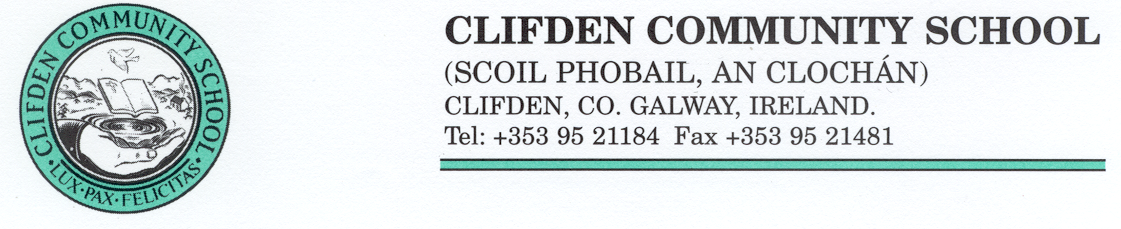 CLIFDEN COMMUNITY SCHOOL
·LUX·PAX·FELICITAS·
CLIFDEN COMMUNITY SCHOOL
(SCOIL PHOBAIL, AN CLOCHÁN)
CLIFDEN, CO. GALWAY, IRELAND.
Tel: +353 95 21184 Fax +353 95 21481